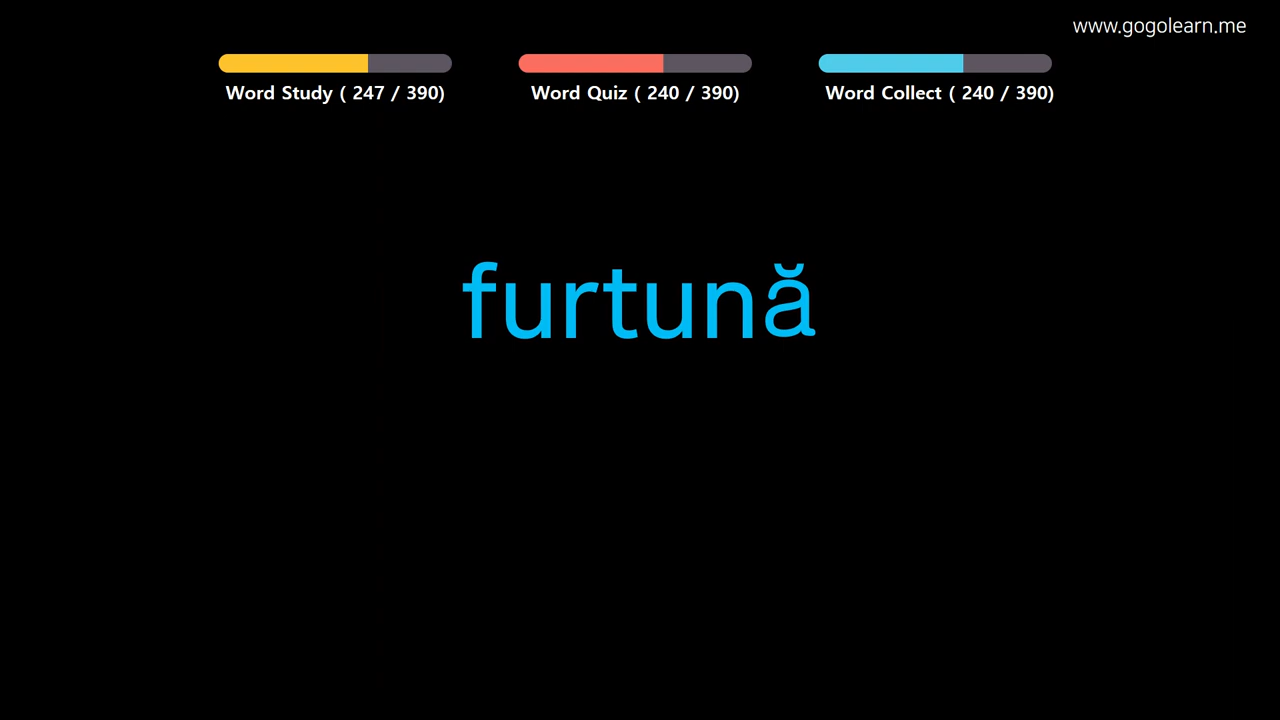 www.gogolearn.me
Word Study ( 247 / 390)
Word Quiz ( 240 / 390)
Word Collect ( 240 / 390)
furtună